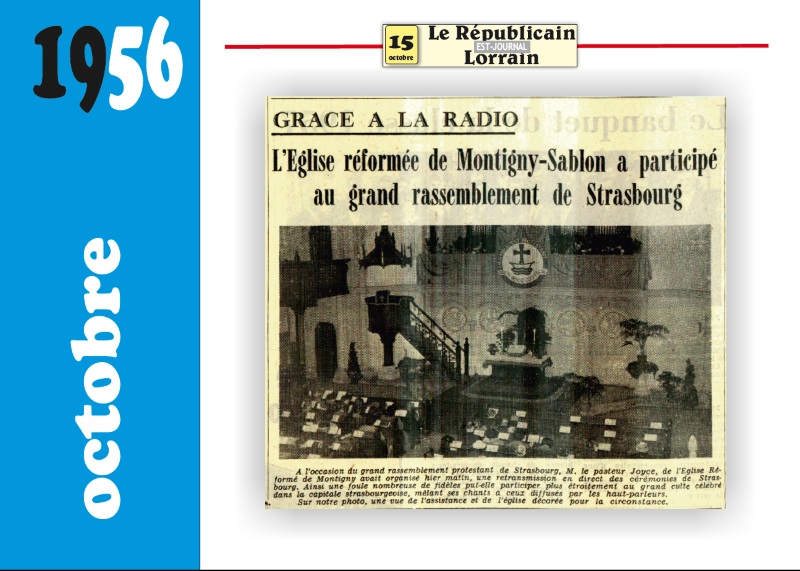 1956
octobre
15
octobre
Le Républicain
EST-JOURNAL
Lorrain
Le banquet de
GRACE A LA RADIO
L'Eglise réformée de Montigny-Sablon a participé
au grand rassemblement de Strasbourg
A l'occasion du grand rassemblement protestant de Strasbourg, M. le pasteur Joyce, de l'Eglise Ré-
formé de Montigny avait organisé hier matin, une retransmission en direct des cérémonies de Stras-
bourg. Ainsi une foule nombreuse de fidèles put-elle participer plus étroitement au grand culte célébré
dans la capitale strasbourgeoise, mêlant ses chants à ceux diffusés par les haut-parleurs.
Sur notre photo, une vue de l'assistance et de l'église décorée pour la circonstance.